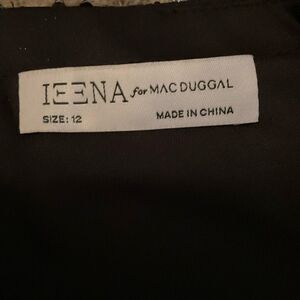 IEENA for MAC DUGGAL
SIZE: 12 MADE IN CHINA